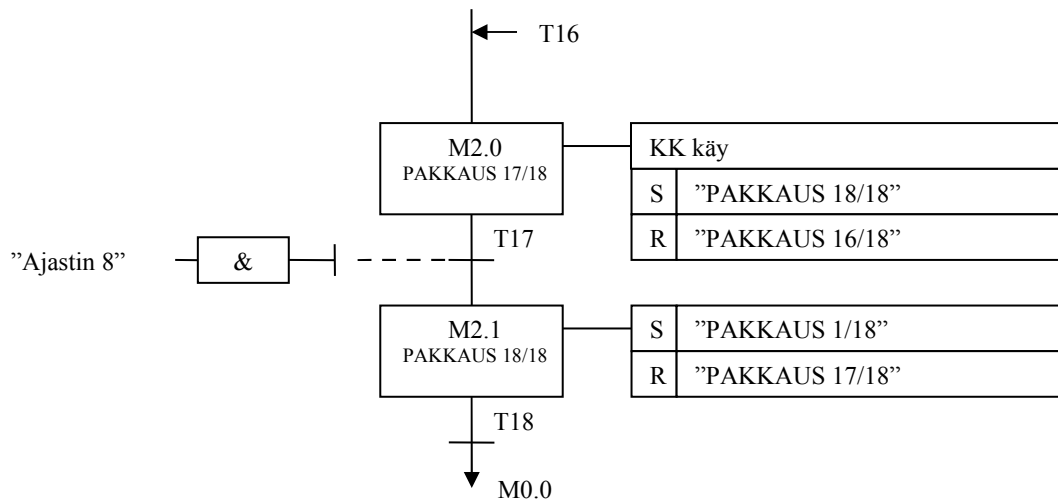 T16
M2.0
PAKKAUS 17/18
KK käy
S ”PAKKAUS 18/18”
R ”PAKKAUS 16/18”
T17
”Ajastin 8”
&
M2.1
PAKKAUS 18/18
S ”PAKKAUS 1/18”
R ”PAKKAUS 17/18”
T18
M0.0